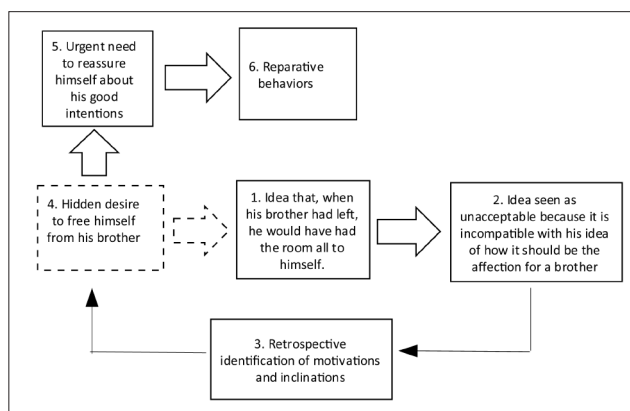 5. Urgent need
to reassure
himself about
his good
intentions
6. Reparative
behaviors
4. Hidden desire
to free himself
from his brother
1. Idea that, when
his brother had left,
he would have had
the room all to
himself.
2. Idea seen as
unacceptable because it is
incompatible with his idea
of how it should be the
affection for a brother
3. Retrospective
identification of motivations
and inclinations